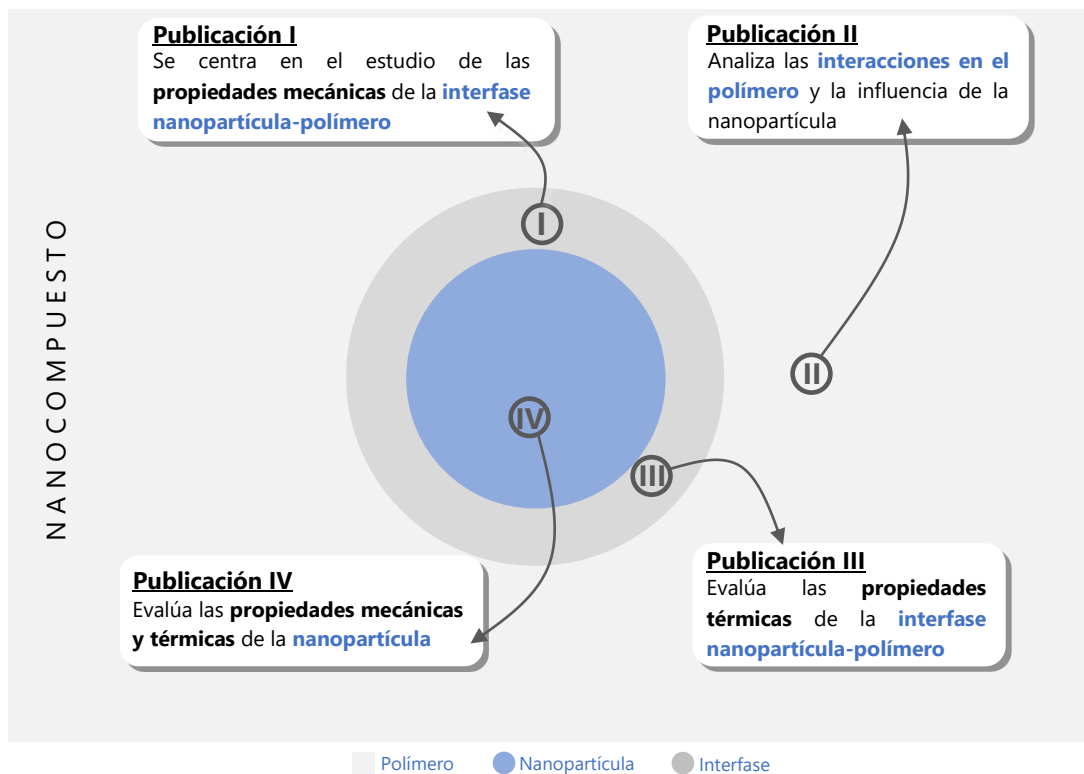 Publicación I
Se centra en el estudio de las
propiedades mecánicas de la interfase
nanopartícula-polímero
Publicación II
Analiza las interacciones en el
polímero y la influencia de la
nanopartícula
NANOCOMPUESTO
I
II
IV
III
Publicación IV
Evalúa las propiedades mecánicas
y térmicas de la nanopartícula
Publicación III
Evalúa las propiedades
térmicas de la interfase
nanopartícula-polímero
Polímero
Nanopartícula
Interfase